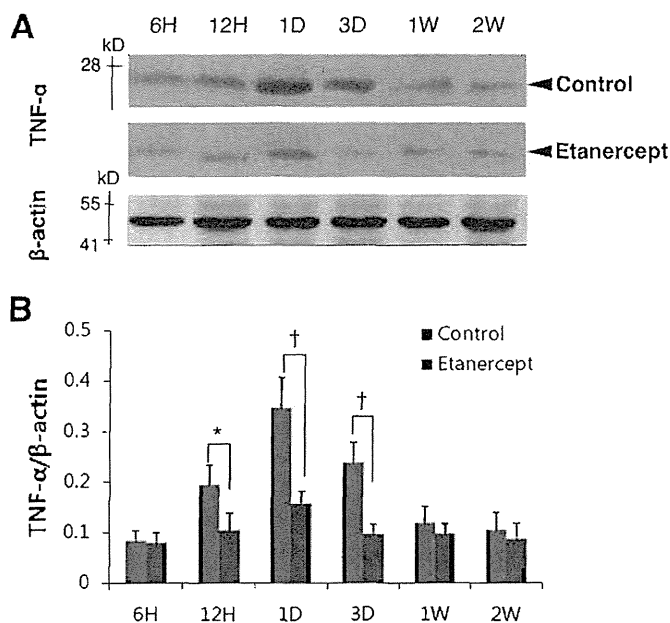 A
6H 12H 1D 3D 1W 2W
kD
28
TNF-α
Control
Etanercept
kD
55
β-actin
41
B
0.5
Control
Etanercept
0.4
0.3
0.2
0.1
0
TNF-α/β-actin
* † †
6H 12H 1D 3D 1W 2W